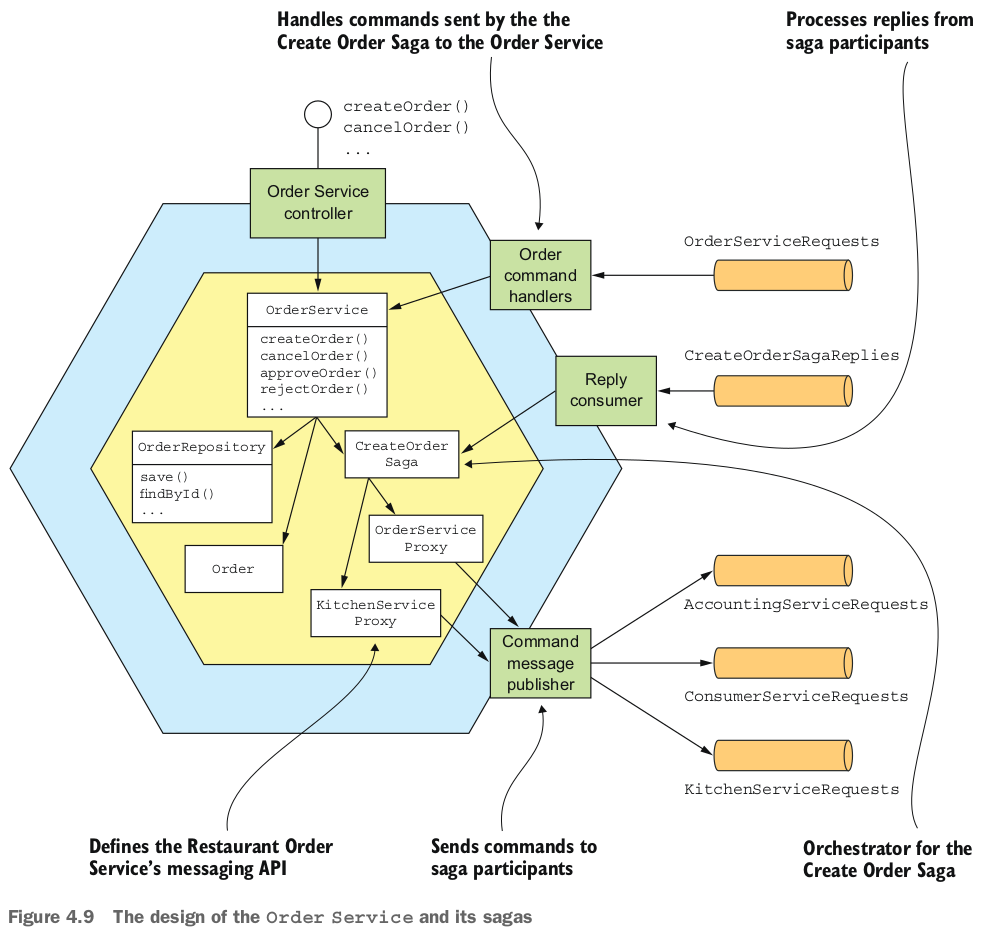 Handles commands sent by the the
Create Order Saga to the Order Service
Processes replies from
saga participants
createOrder()
cancelOrder()
...
Order Service
controller
Order
command
handlers
OrderServiceRequests
OrderService
createOrder()
cancelOrder()
approveOrder()
rejectOrder()
...
Reply
consumer
CreateOrderSagaReplies
OrderRepository
save()
findById()
...
CreateOrder
Saga
OrderService
Proxy
Order
KitchenService
Proxy
Command
message
publisher
AccountingServiceRequests
ConsumerServiceRequests
KitchenServiceRequests
Defines the Restaurant Order
Service's messaging API
Sends commands to
saga participants
Orchestrator for the
Create Order Saga
Figure 4.9 The design of the Order Service and its sagas